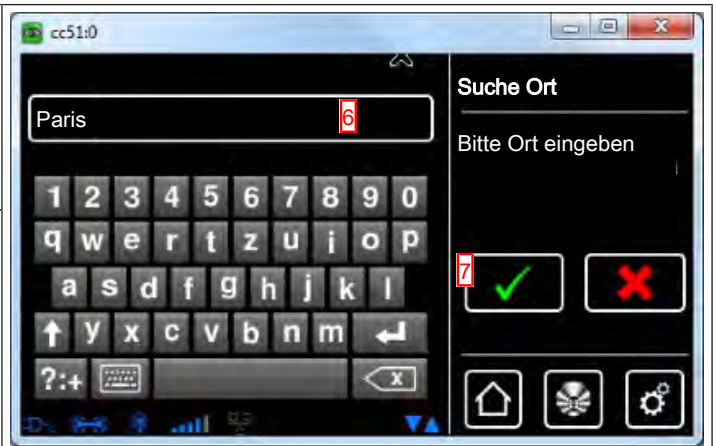 cc51:0
Suche Ort
Paris 6
Bitte Ort eingeben
1 2 3 4 5 6 7 8 9 0
q w e r t z u i o p
a s d f g h j k l
7
y x c v b n m
?:+ x